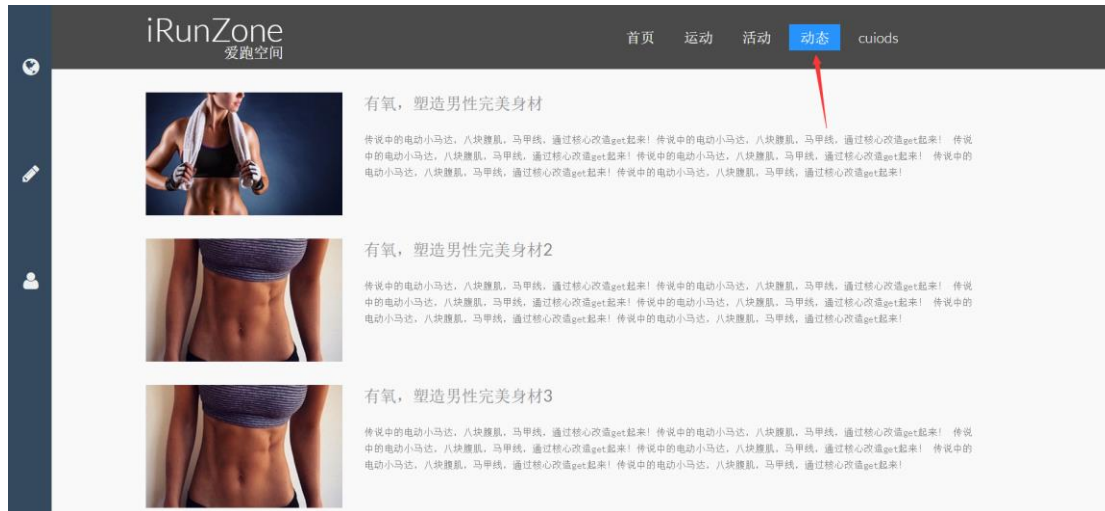 iRunZone
爱跑空间
首页 运动 活动 动态 cuiods
有氧，塑造男性完美身材
传说中的电动小马达，八块腹肌，马甲线，通过核心改造get起来！传说中的电动小马达，八块腹肌，马甲线，通过核心改造get起来！ 传说
中的电动小马达，八块腹肌，马甲线，通过核心改造get起来！传说中的电动小马达，八块腹肌，马甲线，通过核心改造get起来！ 传说中的
电动小马达，八块腹肌，马甲线，通过核心改造get起来！传说中的电动小马达，八块腹肌，马甲线，通过核心改造get起来！
有氧，塑造男性完美身材2
传说中的电动小马达，八块腹肌，马甲线，通过核心改造get起来！传说中的电动小马达，八块腹肌，马甲线，通过核心改造get起来！ 传说
中的电动小马达，八块腹肌，马甲线，通过核心改造get起来！传说中的电动小马达，八块腹肌，马甲线，通过核心改造get起来！ 传说中的
电动小马达，八块腹肌，马甲线，通过核心改造get起来！传说中的电动小马达，八块腹肌，马甲线，通过核心改造get起来！
有氧，塑造男性完美身材3
传说中的电动小马达，八块腹肌，马甲线，通过核心改造get起来！传说中的电动小马达，八块腹肌，马甲线，通过核心改造get起来！ 传说
中的电动小马达，八块腹肌，马甲线，通过核心改造get起来！传说中的电动小马达，八块腹肌，马甲线，通过核心改造get起来！ 传说中的
电动小马达，八块腹肌，马甲线，通过核心改造get起来！传说中的电动小马达，八块腹肌，马甲线，通过核心改造get起来！